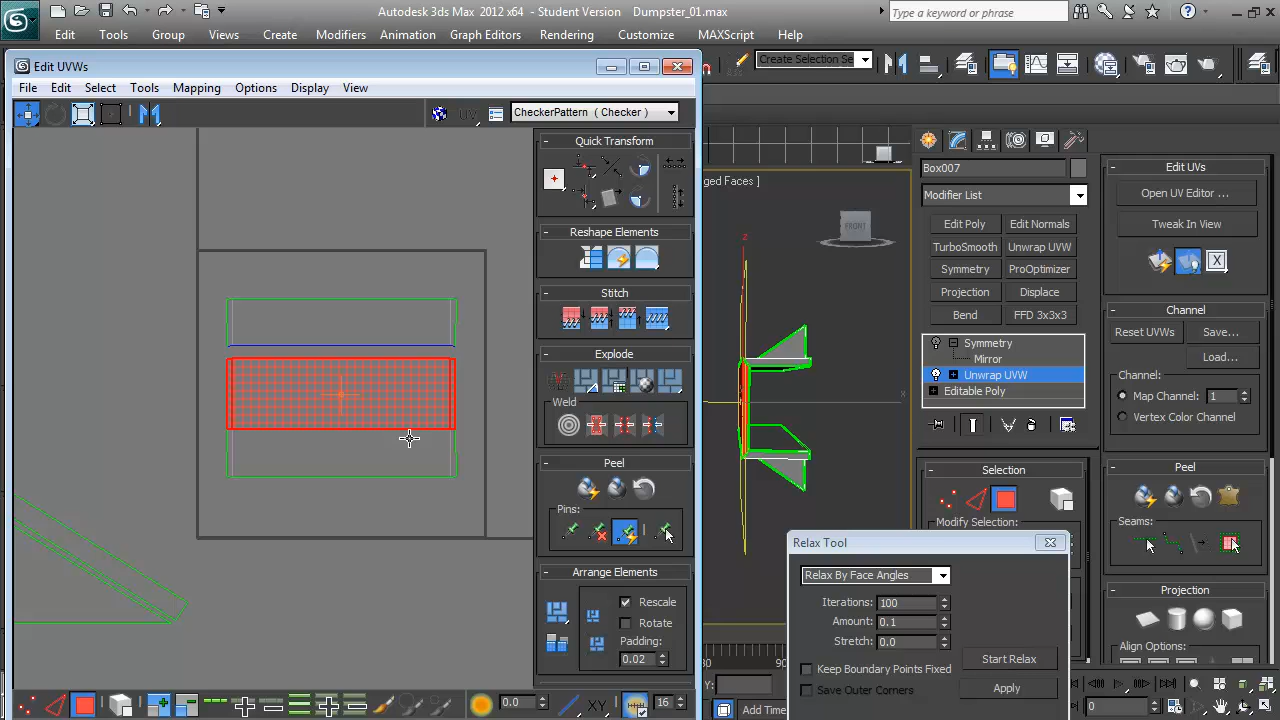 Autodesk 3ds Max 2012 x64 - Student Version Dumpster_01.max
Type a keyword or phrase
Edit Tools Group Views Create Modifiers Animation Graph Editors Rendering Customize MAXScript Help
Create Selection Se
Edit UVWs
File Edit Select Tools Mapping Options Display View
UV
CheckerPattern ( Checker )
Quick Transform
Reshape Elements
Stitch
Explode
Weld
Peel
Pins:
Arrange Elements
Rescale
Rotate
Padding:
0.02
0.0
XY
16
ged Faces ]
FRONT
z
x
Box007
Modifier List
Edit Poly Edit Normals
TurboSmooth Unwrap UVW
Symmetry ProOptimizer
Projection Displace
Bend FFD 3x3x3
Symmetry
Mirror
Unwrap UVW
Editable Poly
Selection
Modify Selection:
Edit UVs
Open UV Editor ...
Tweak In View
Channel
Reset UVWs Save...
Load...
Map Channel: 1
Vertex Color Channel
Peel
Seams:
Projection
Align Options:
Relax Tool
Relax By Face Angles
Iterations: 100
Amount: 0.1
Stretch: 0.0
Keep Boundary Points Fixed
Save Outer Corners
Start Relax
Apply
Y:
Add Time
0